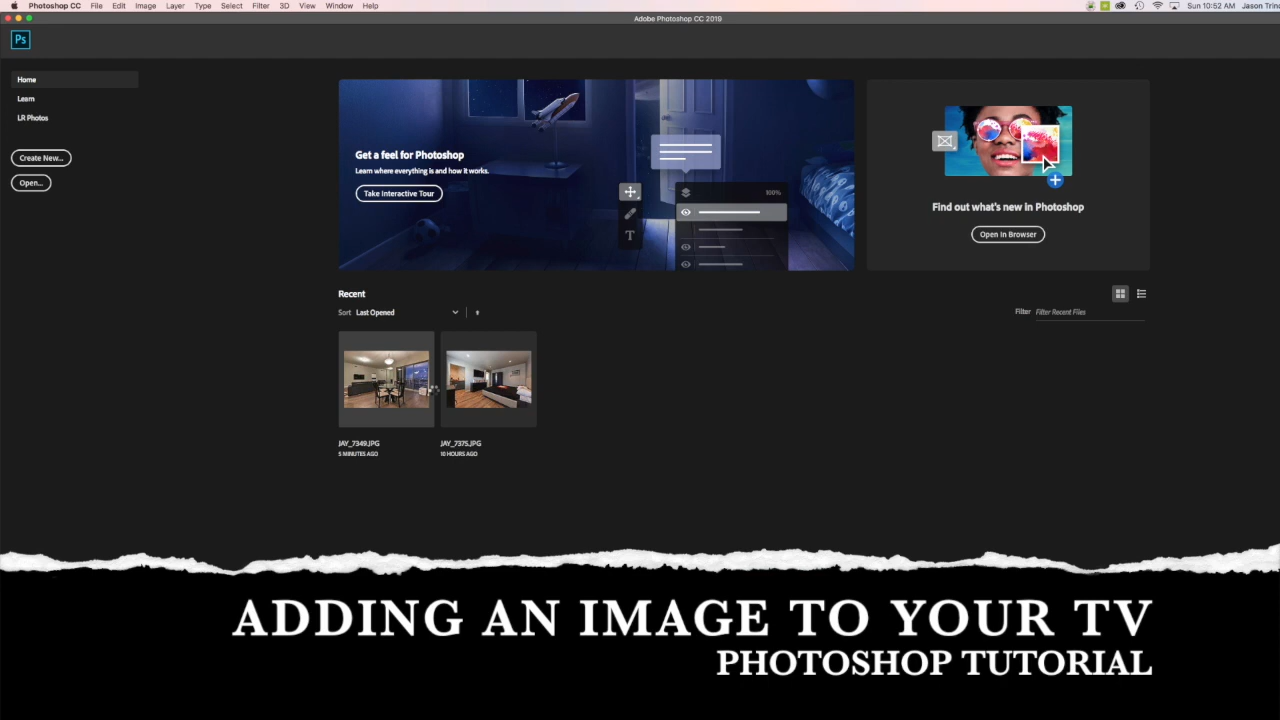 Photoshop CC File Edit Image Layer Type Select Filter 3D View Window Help Sun 10:52 AM Jason
Adobe Photoshop CC 2019
Ps
Home
Learn
LR Photos
Create New...
Open...
Get a feel for Photoshop
Learn where everything is and how it works.
Take Interactive Tour
T
100%
Find out what's new in Photoshop
Open In Browser
Recent
Sort Last Opened
Filter Filter Recent Files
JAY_7349.JPG
5 MINUTES AGO
JAY_7375.JPG
10 HOURS AGO
ADDING AN IMAGE TO YOUR TV
PHOTOSHOP TUTORIAL